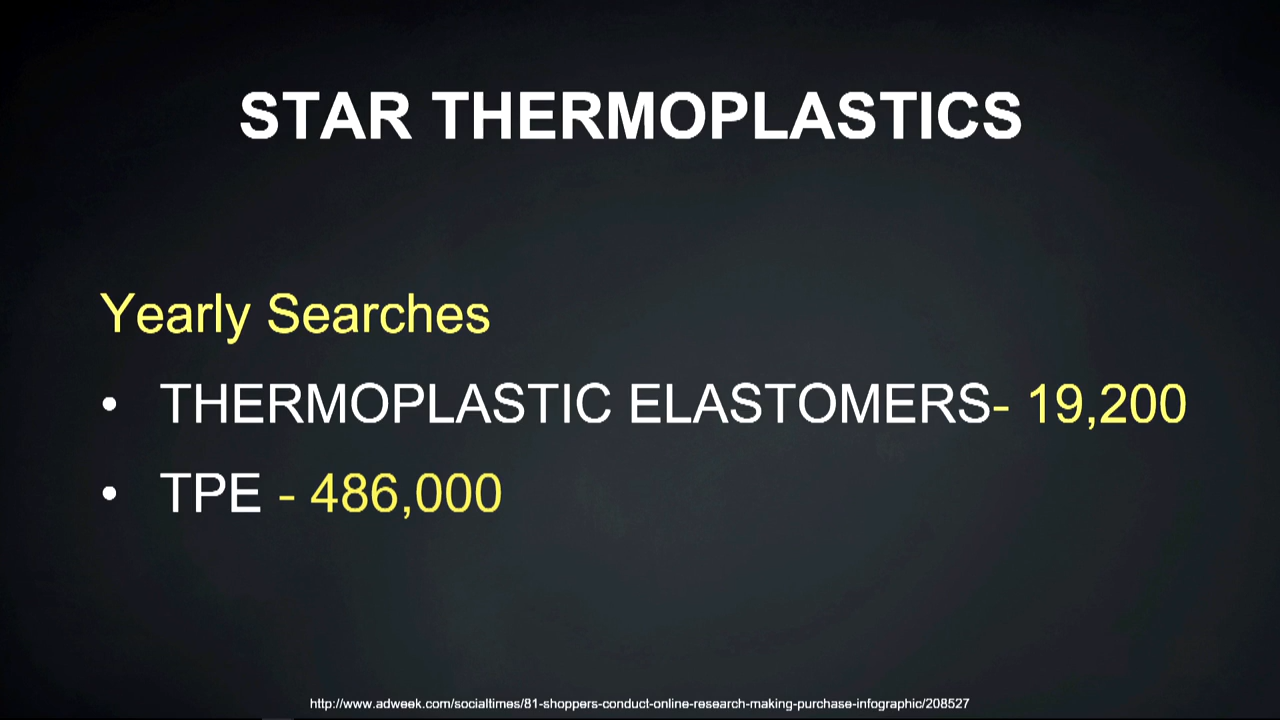 STAR THERMOPLASTICS
Yearly Searches
• THERMOPLASTIC ELASTOMERS- 19,200
• TPE - 486,000
http://www.adweek.com/socialtimes/81-shoppers-conduct-online-research-making-purchase-infographic/208527